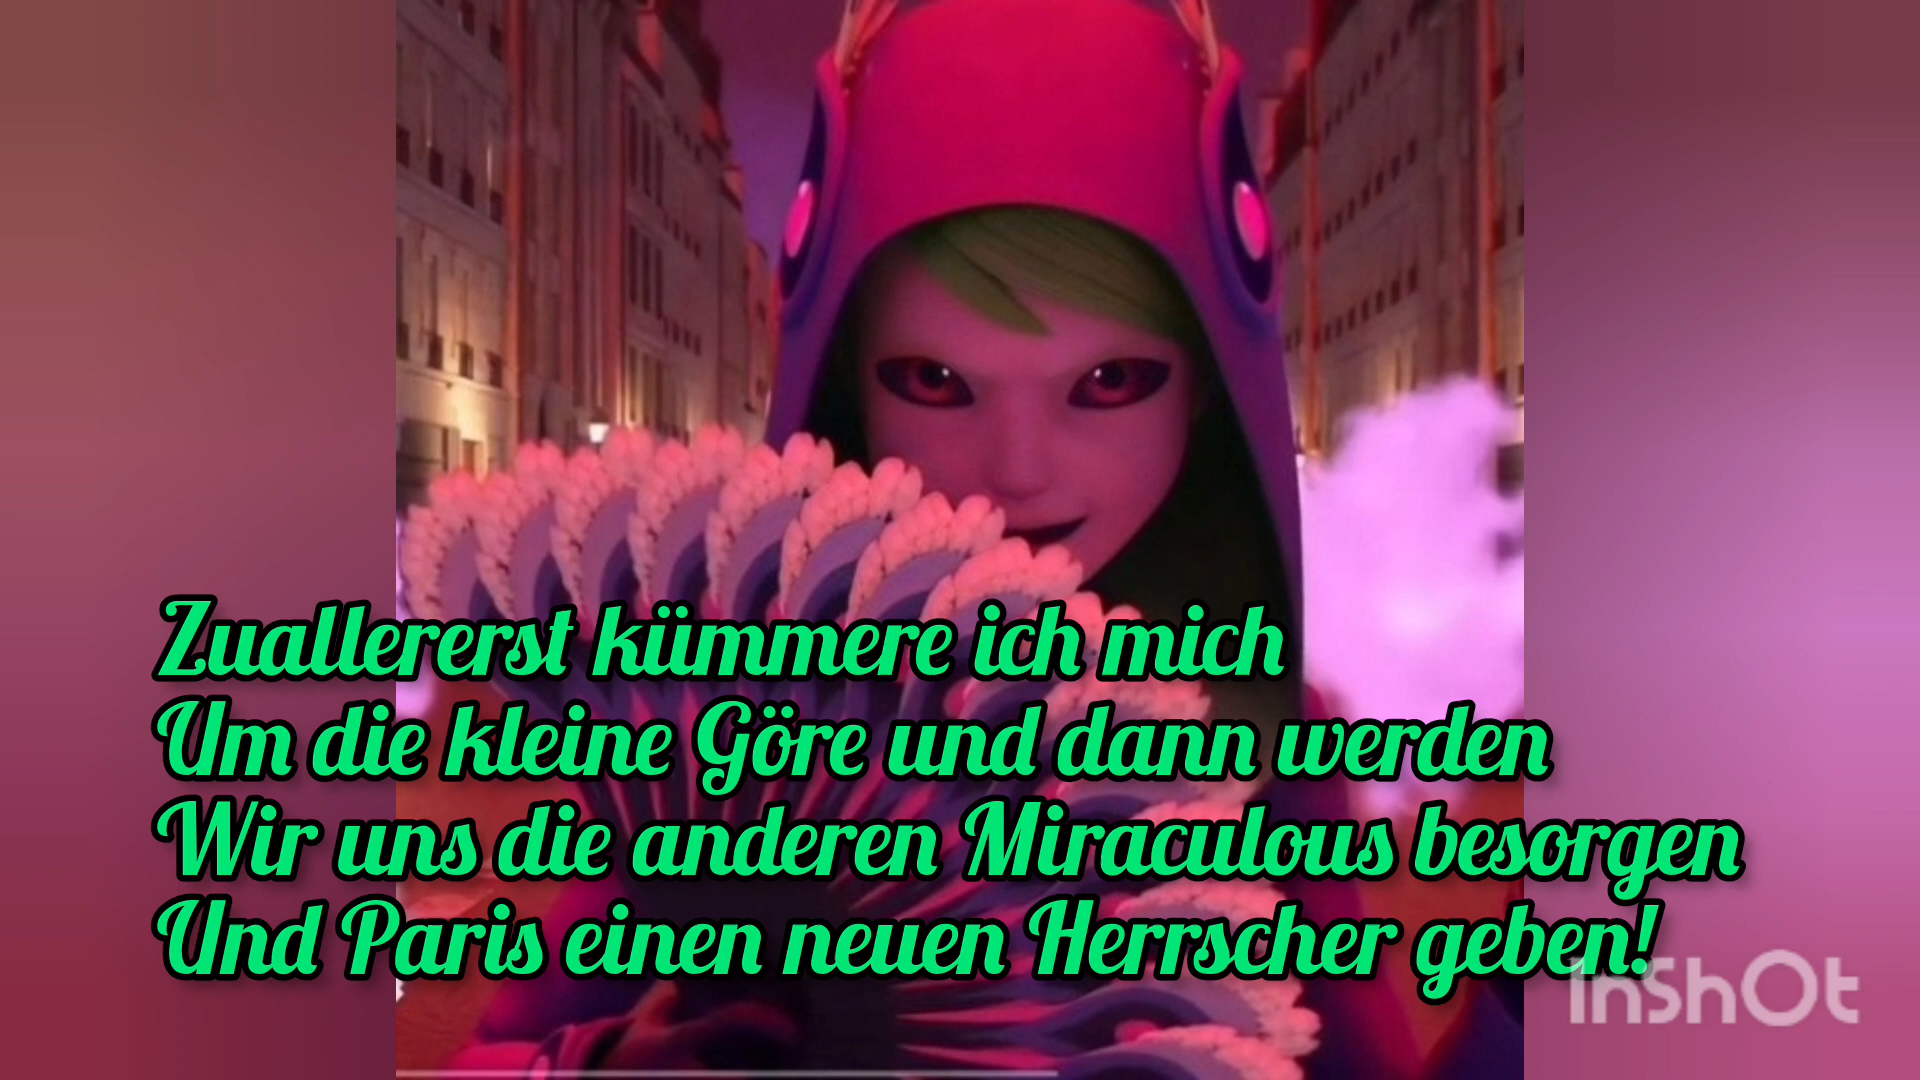 Zuallererst kümmere ich mich
Um die kleine Göre und dann werden
Wir uns die anderen Miraculous besorgen
Und Paris einen neuen Herrscher geben!
InShOt